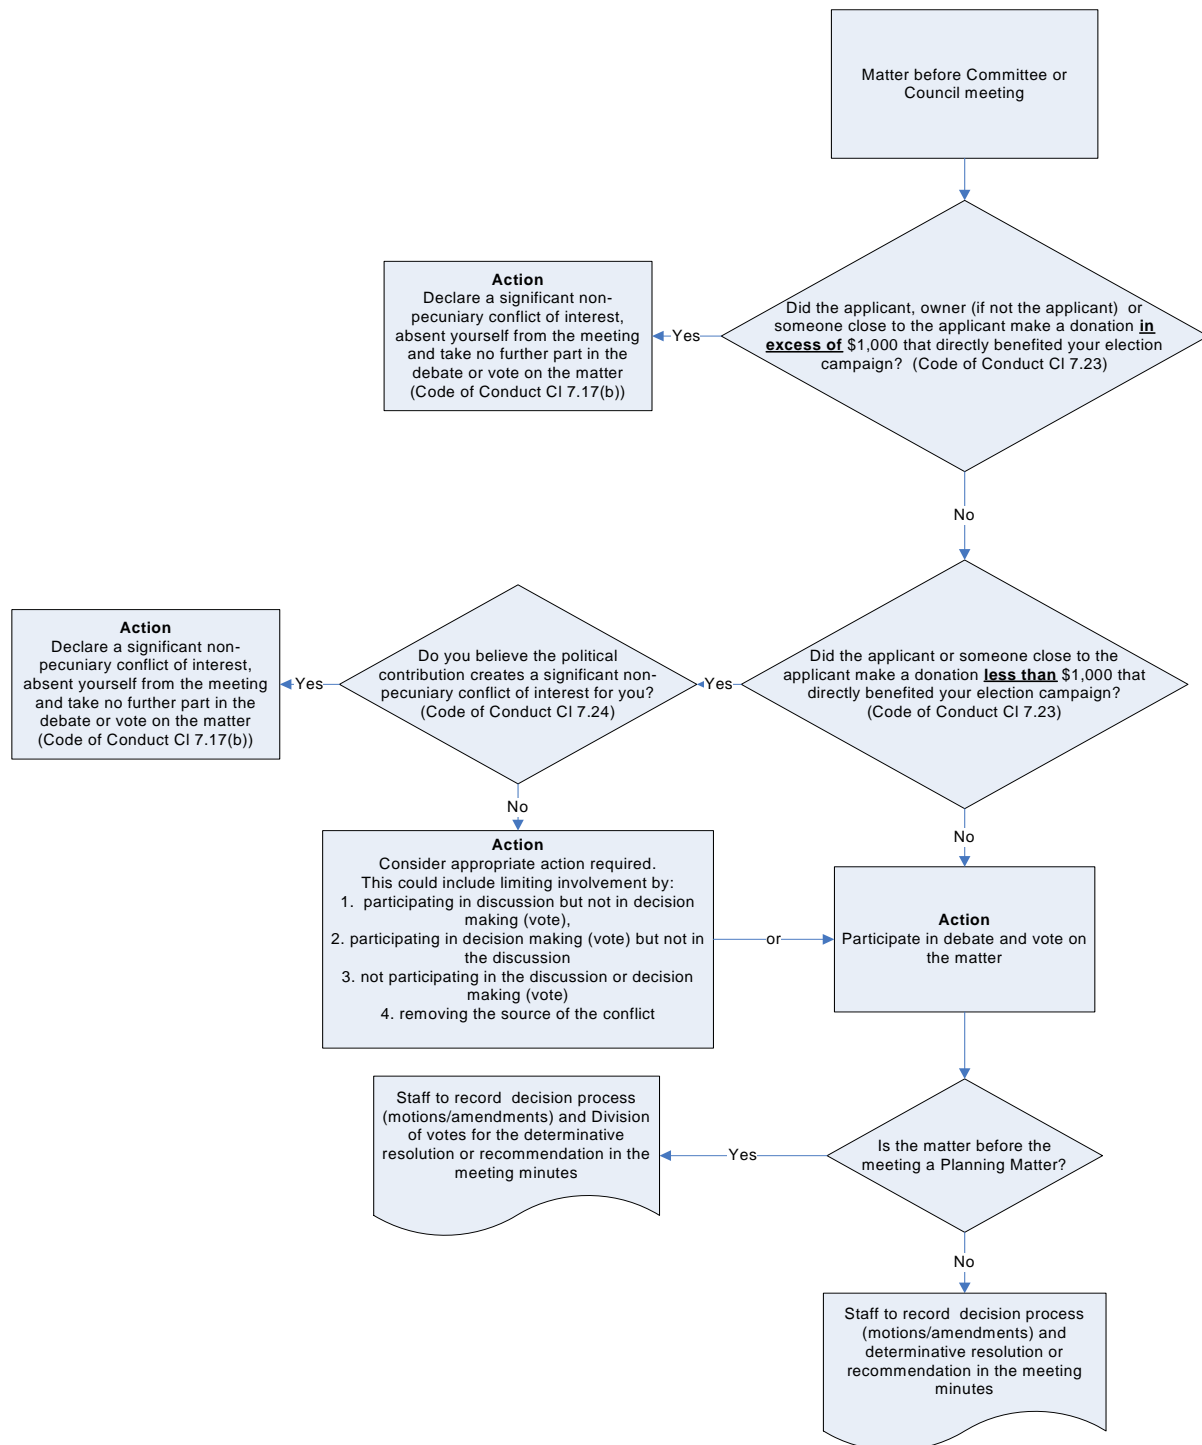 Matter before Committee or
Council meeting
Did the applicant, owner (if not the applicant)  or
someone close to the applicant make a donation in
excess of $1,000 that directly benefited your election
campaign?  (Code of Conduct Cl 7.23)
Yes
Action
Declare a significant non-
pecuniary conflict of interest,
absent yourself from the meeting
and take no further part in the
debate or vote on the matter
(Code of Conduct Cl 7.17(b))
No
Did the applicant or someone close to the
applicant make a donation less than $1,000 that
directly benefited your election campaign?
(Code of Conduct Cl 7.23)
Yes
Do you believe the political
contribution creates a significant non-
pecuniary conflict of interest for you?
(Code of Conduct Cl 7.24)
Yes
Action
Declare a significant non-
pecuniary conflict of interest,
absent yourself from the meeting
and take no further part in the
debate or vote on the matter
(Code of Conduct Cl 7.17(b))
No
Action
Consider appropriate action required.
This could include limiting involvement by:
1.  participating in discussion but not in decision
making (vote),
2. participating in decision making (vote) but not in
the discussion
3. not participating in the discussion or decision
making (vote)
4. removing the source of the conflict
or
No
Action
Participate in debate and vote on
the matter
Is the matter before the
meeting a Planning Matter?
Yes
Staff to record  decision process
(motions/amendments) and Division
of votes for the determinative
resolution or recommendation in the
meeting minutes
No
Staff to record  decision process
(motions/amendments) and
determinative resolution or
recommendation in the meeting
minutes